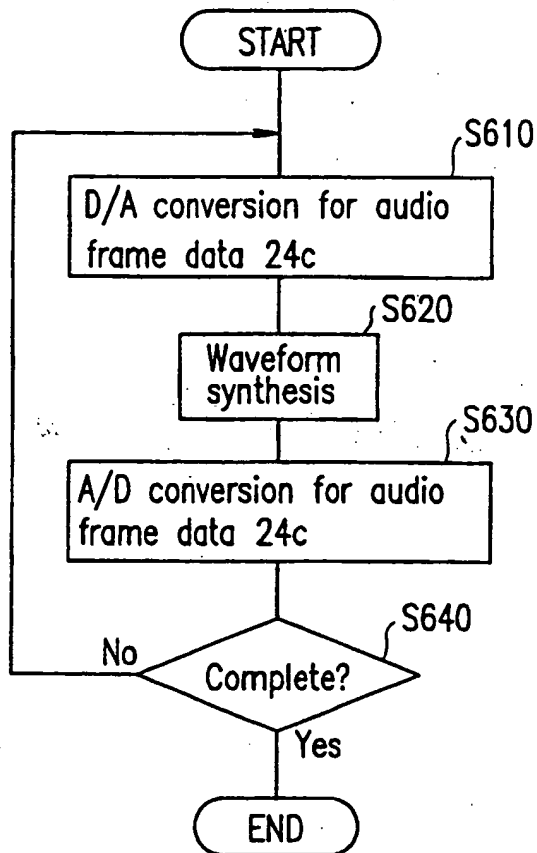 START
S610
D/A conversion for audio
frame data 24c
S620
Waveform
synthesis
S630
A/D conversion for audio
frame data 24c
S640
No
Complete?
Yes
END